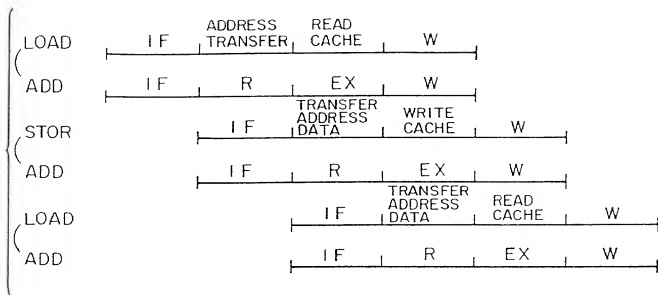 LOAD IF ADDRESS TRANSFER READ CACHE W
ADD IF R EX W
STOR IF TRANSFER ADDRESS DATA WRITE CACHE W
ADD IF R EX W
LOAD IF TRANSFER ADDRESS DATA READ CACHE W
ADD IF R EX W